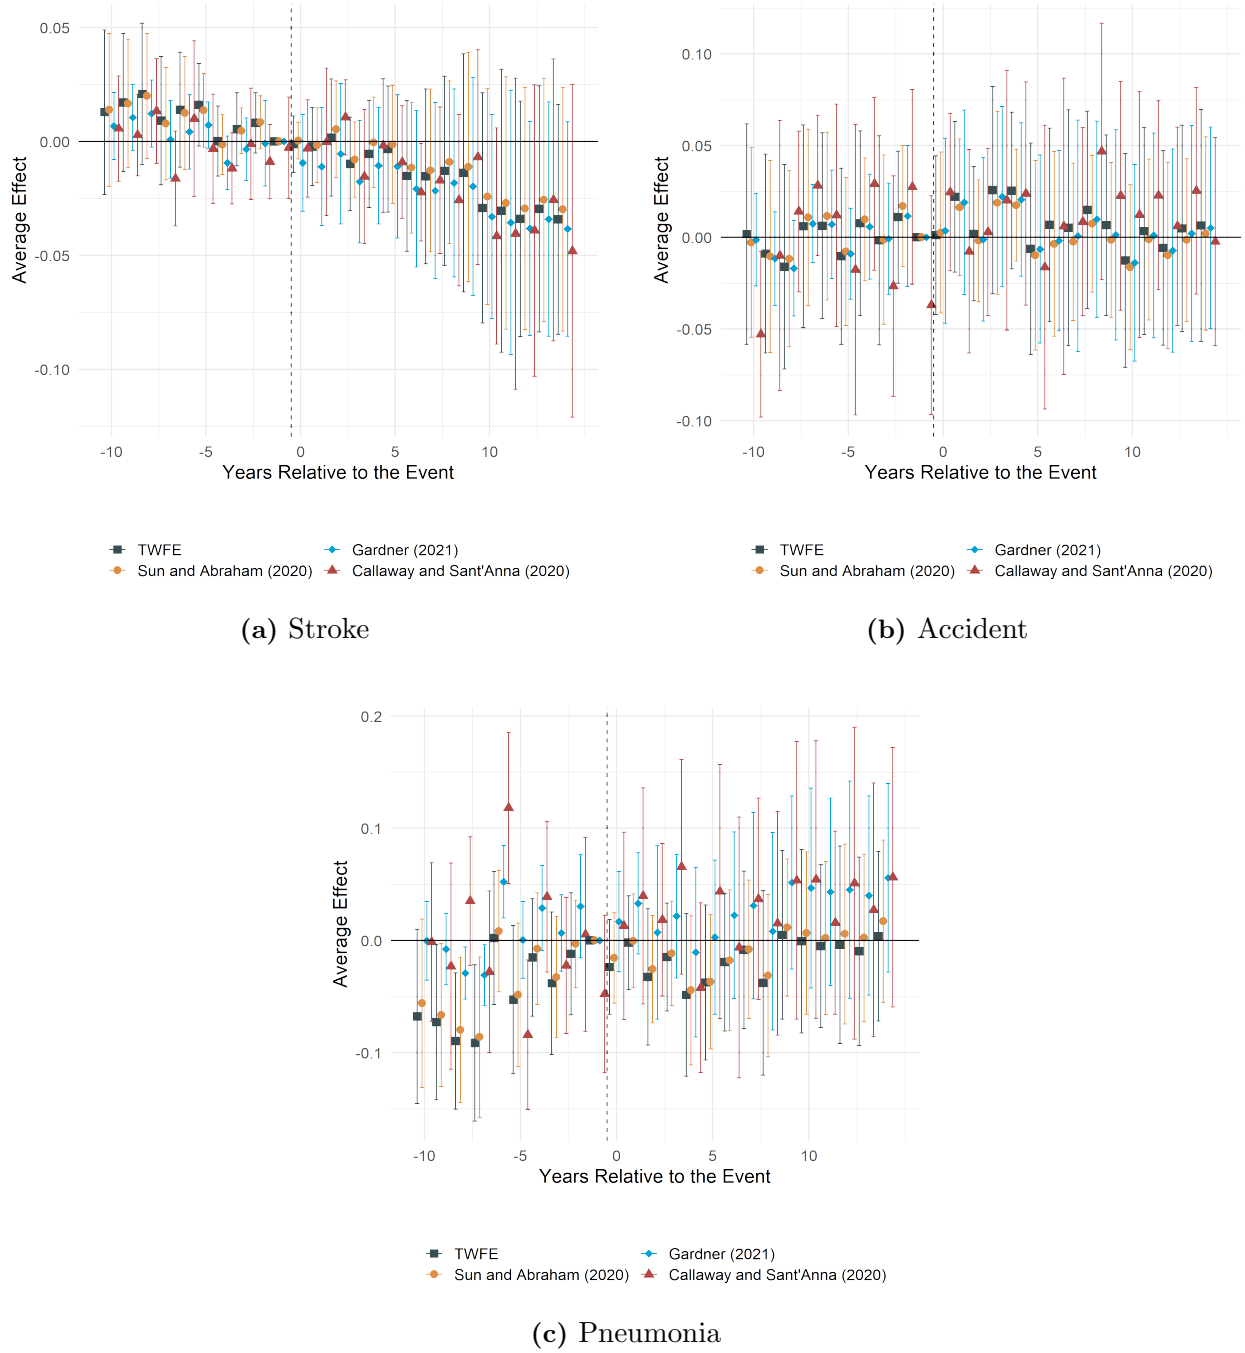 0.05
0.00
-0.05
-0.10
Average Effect
-10 -5 0 5 10
Years Relative to the Event
TWFE Gardner (2021)
Sun and Abraham (2020) Callaway and Sant'Anna (2020)
(a) Stroke
0.10
0.05
0.00
-0.05
-0.10
Average Effect
-10 -5 0 5 10
Years Relative to the Event
TWFE Gardner (2021)
Sun and Abraham (2020) Callaway and Sant'Anna (2020)
(b) Accident
0.2
0.1
0.0
-0.1
Average Effect
-10 -5 0 5 10
Years Relative to the Event
TWFE Gardner (2021)
Sun and Abraham (2020) Callaway and Sant'Anna (2020)
(c) Pneumonia